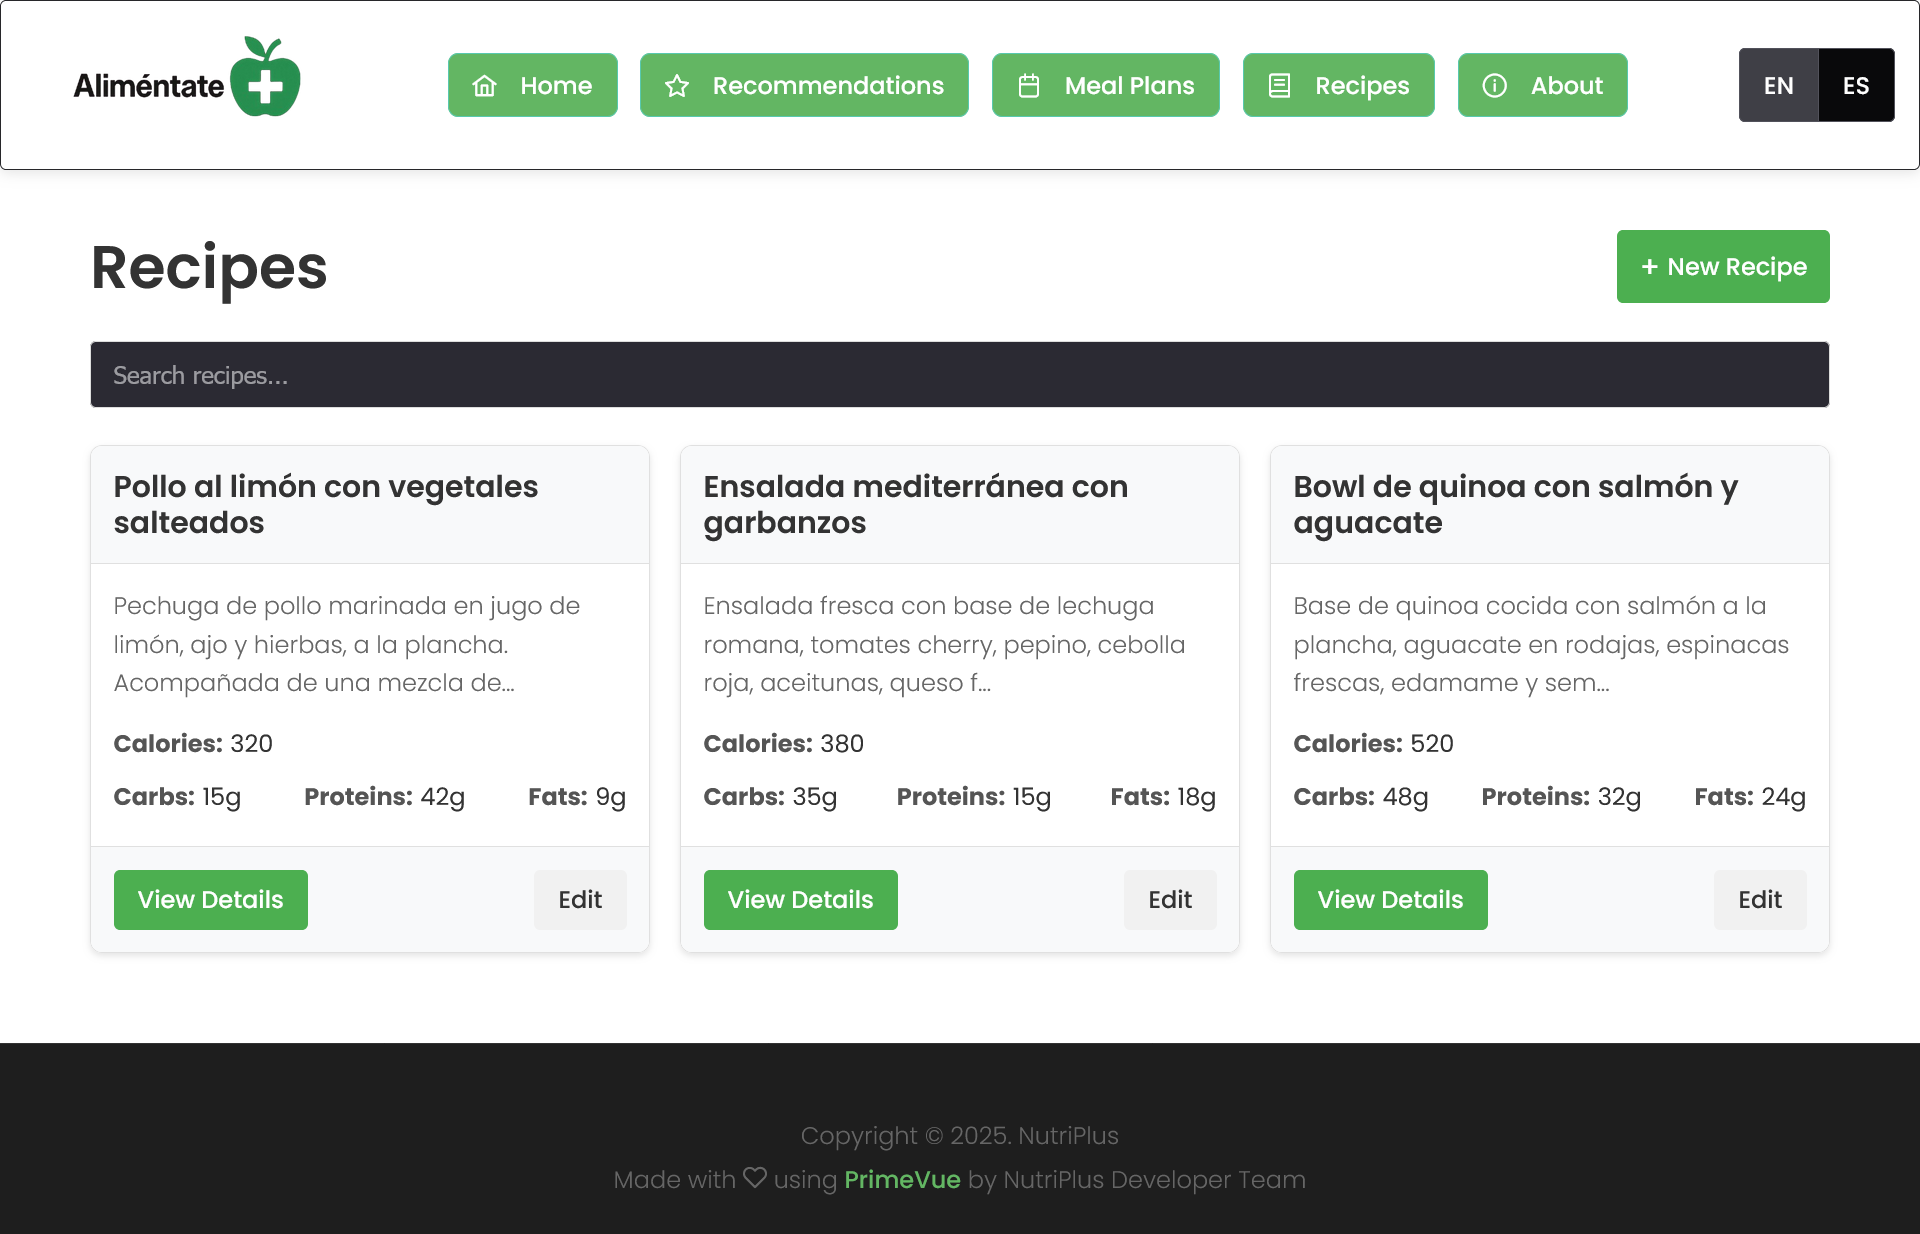 Aliméntate
Home
Recommendations
Meal Plans
Recipes
About
EN
ES
Recipes
+ New Recipe
Search recipes...
Pollo al limón con vegetales
salteados
Pechuga de pollo marinada en jugo de
limón, ajo y hierbas, a la plancha.
Acompañada de una mezcla de...
Calories: 320
Carbs: 15g Proteins: 42g Fats: 9g
View Details
Edit
Ensalada mediterránea con
garbanzos
Ensalada fresca con base de lechuga
romana, tomates cherry, pepino, cebolla
roja, aceitunas, queso f...
Calories: 380
Carbs: 35g Proteins: 15g Fats: 18g
View Details
Edit
Bowl de quinoa con salmón y
aguacate
Base de quinoa cocida con salmón a la
plancha, aguacate en rodajas, espinacas
frescas, edamame y sem...
Calories: 520
Carbs: 48g Proteins: 32g Fats: 24g
View Details
Edit
Copyright © 2025. NutriPlus
Made with ♡ using PrimeVue by NutriPlus Developer Team